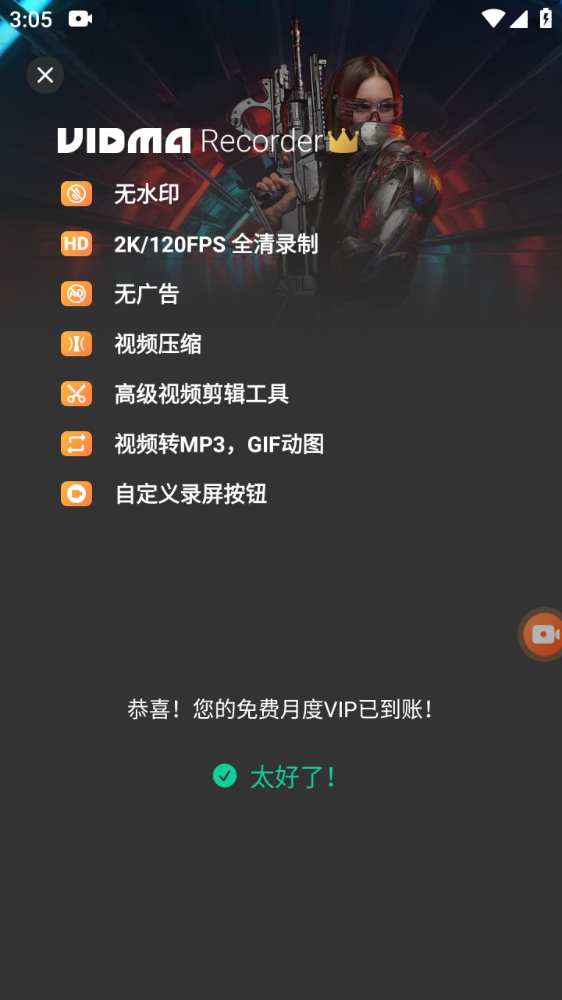 3:05
VIDMA Recorder
无水印
HD 2K/120FPS 全清录制
AD 无广告
视频压缩
高级视频剪辑工具
视频转MP3，GIF动图
自定义录屏按钮
恭喜！您的免费月度VIP已到账！
太好了！